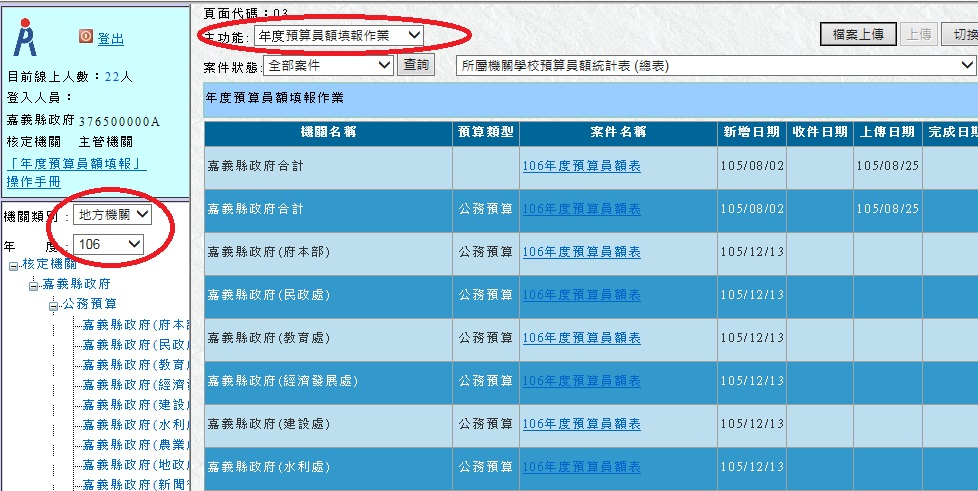 登出
目前線上人數：22人
登入人員：
嘉義縣政府 376500000A
核定機關 主管機關
「年度預算員額填報」
操作手冊
機關類別：地方機關
年 度：106
核定機關
嘉義縣政府
公務預算
嘉義縣政府(府本
嘉義縣政府(民政
嘉義縣政府(教育
嘉義縣政府(經濟
嘉義縣政府(建設
嘉義縣政府(水利
嘉義縣政府(農業
嘉義縣政府(地政
嘉義縣政府(新聞
頁面代碼：03
主功能: 年度預算員額填報作業 檔案上傳 上傳 切換
案件狀態: 全部案件 查詢 所屬機關學校預算員額統計表 (總表)
年度預算員額填報作業
機關名稱 預算類型 案件名稱 新增日期 收件日期 上傳日期 完成日期
嘉義縣政府合計 106年度預算員額表 105/08/02 105/08/25
嘉義縣政府合計 公務預算 106年度預算員額表 105/08/02 105/08/25
嘉義縣政府(府本部) 公務預算 106年度預算員額表 105/12/13
嘉義縣政府(民政處) 公務預算 106年度預算員額表 105/12/13
嘉義縣政府(教育處) 公務預算 106年度預算員額表 105/12/13
嘉義縣政府(經濟發展處) 公務預算 106年度預算員額表 105/12/13
嘉義縣政府(建設處) 公務預算 106年度預算員額表 105/12/13
嘉義縣政府(水利處) 公務預算 106年度預算員額表 105/12/13